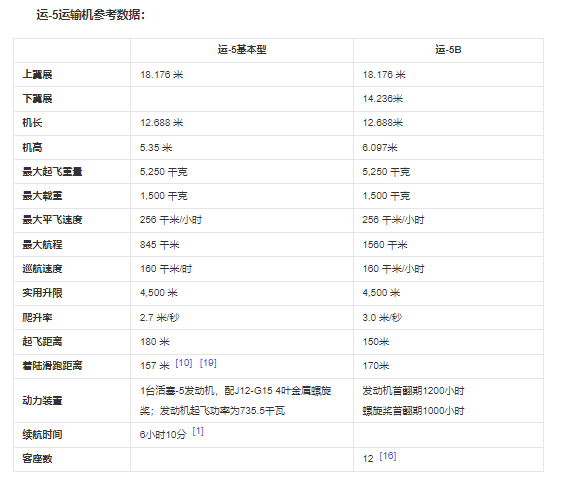 运-5运输机参考数据：
运-5基本型 运-5B
上翼展 18.176 米 18.176 米
下翼展 14.236米
机长 12.688 米 12.688米
机高 5.35 米 6.097米
最大起飞重量 5,250 千克 5,250 千克
最大载重 1,500 千克 1,500 千克
最大平飞速度 256 千米/小时 256 千米/小时
最大航程 845 千米 1560 千米
巡航速度 160 千米/时 160 千米/小时
实用升限 4,500 米 4,500 米
爬升率 2.7 米/秒 3.0 米/秒
起飞距离 180 米 150米
着陆滑跑距离 157 米 [10] [19] 170米
动力装置 1台活塞-5发动机，配J12-G15 4叶金属螺旋 发动机首翻期1200小时
桨；发动机起飞功率为735.5千瓦 螺旋桨首翻期1000小时
续航时间 6小时10分 [1]
客座数 12 [16]